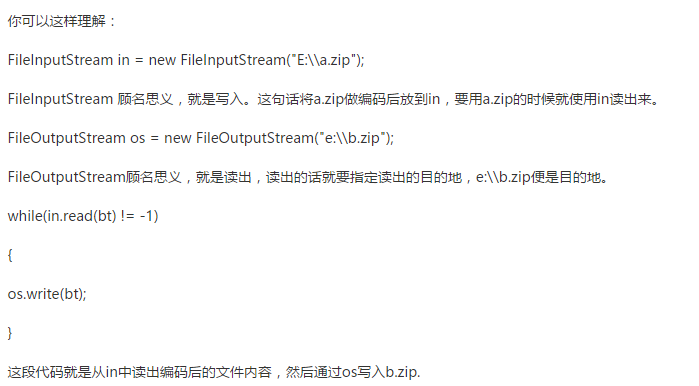 你可以这样理解：
FileInputStream in = new FileInputStream("E:\\a.zip");
FileInputStream 顾名思义，就是写入。这句话将a.zip做编码后放到in，要用a.zip的时候就使用in读出来。
FileOutputStream os = new FileOutputStream("e:\\b.zip");
FileOutputStream顾名思义，就是读出，读出的话就要指定读出的目的地，e:\\b.zip便是目的地。
while(in.read(bt) != -1)
{
os.write(bt);
}
这段代码就是从in中读出编码后的文件内容，然后通过os写入b.zip.